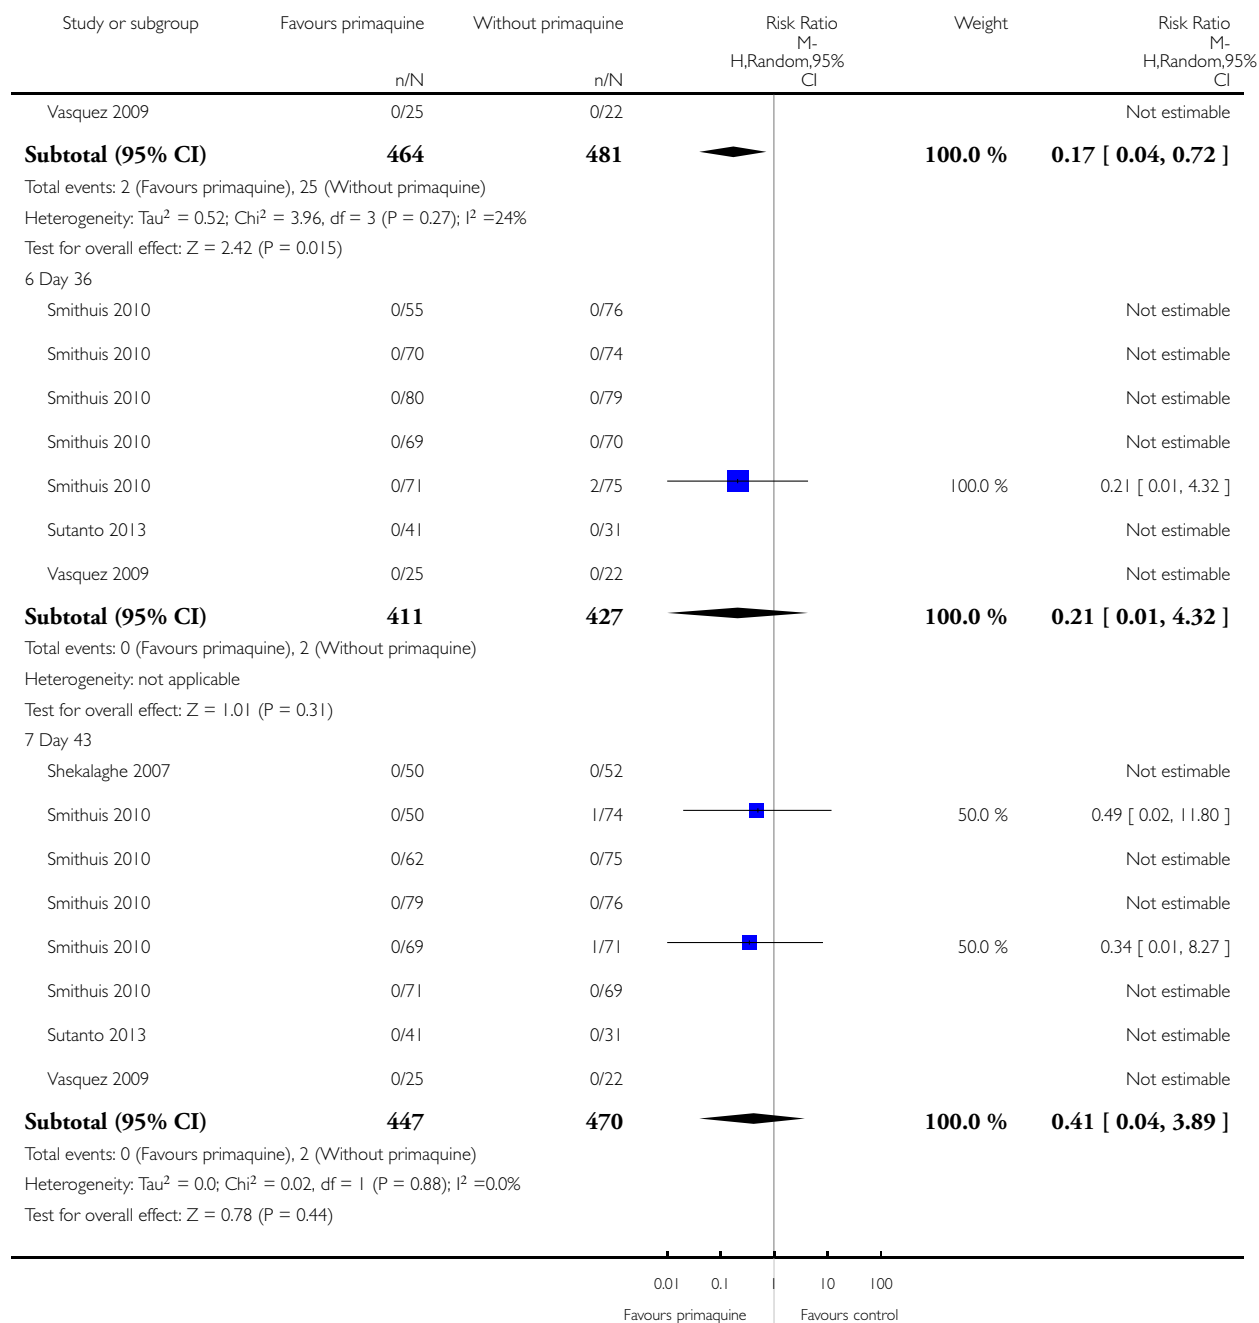 Study or subgroup Favours primaquine Without primaquine Risk Ratio Weight Risk Ratio
M- M-
H,Random,95% H,Random,95%
n/N n/N CI CI
Vasquez 2009 0/25 0/22 Not estimable
Subtotal (95% CI) 464 481 100.0 % 0.17 [ 0.04, 0.72 ]
Total events: 2 (Favours primaquine), 25 (Without primaquine)
Heterogeneity: Tau² = 0.52; Chi² = 3.96, df = 3 (P = 0.27); I² =24%
Test for overall effect: Z = 2.42 (P = 0.015)
6 Day 36
Smithuis 2010 0/55 0/76 Not estimable
Smithuis 2010 0/70 0/74 Not estimable
Smithuis 2010 0/80 0/79 Not estimable
Smithuis 2010 0/69 0/70 Not estimable
Smithuis 2010 0/71 2/75 100.0 % 0.21 [ 0.01, 4.32 ]
Sutanto 2013 0/41 0/31 Not estimable
Vasquez 2009 0/25 0/22 Not estimable
Subtotal (95% CI) 411 427 100.0 % 0.21 [ 0.01, 4.32 ]
Total events: 0 (Favours primaquine), 2 (Without primaquine)
Heterogeneity: not applicable
Test for overall effect: Z = 1.01 (P = 0.31)
7 Day 43
Shekalaghe 2007 0/50 0/52 Not estimable
Smithuis 2010 0/50 1/74 50.0 % 0.49 [ 0.02, 11.80 ]
Smithuis 2010 0/62 0/75 Not estimable
Smithuis 2010 0/79 0/76 Not estimable
Smithuis 2010 0/69 1/71 50.0 % 0.34 [ 0.01, 8.27 ]
Smithuis 2010 0/71 0/69 Not estimable
Sutanto 2013 0/41 0/31 Not estimable
Vasquez 2009 0/25 0/22 Not estimable
Subtotal (95% CI) 447 470 100.0 % 0.41 [ 0.04, 3.89 ]
Total events: 0 (Favours primaquine), 2 (Without primaquine)
Heterogeneity: Tau² = 0.0; Chi² = 0.02, df = 1 (P = 0.88); I² =0.0%
Test for overall effect: Z = 0.78 (P = 0.44)
0.01 0.1 1 10 100
Favours primaquine Favours control